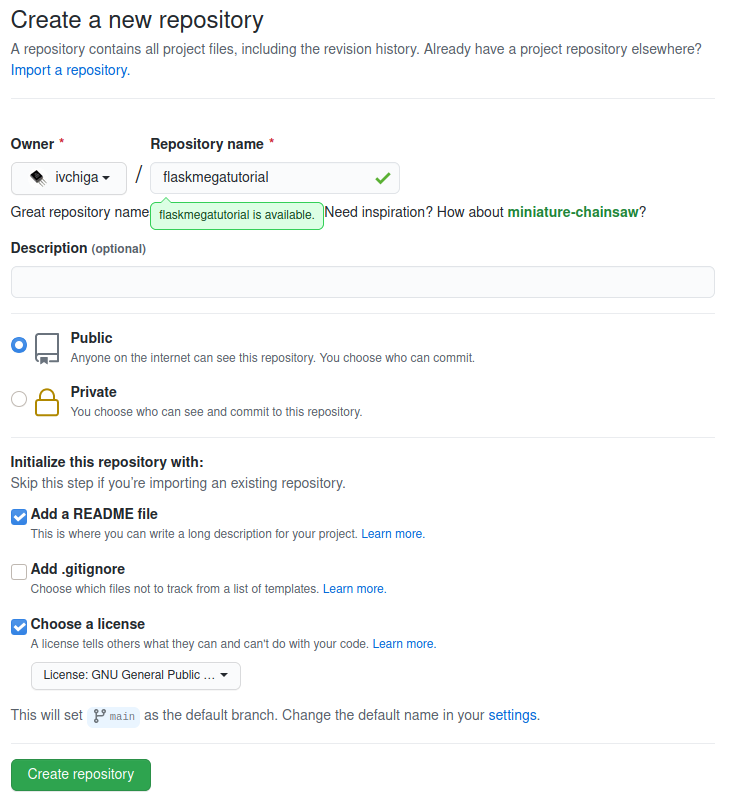 Create a new repository
A repository contains all project files, including the revision history. Already have a project repository elsewhere?
Import a repository.
Owner * Repository name *
ivchiga / flaskmegatutorial
Great repository name flaskmegatutorial is available. Need inspiration? How about miniature-chainsaw?
Description (optional)
Public
Anyone on the internet can see this repository. You choose who can commit.
Private
You choose who can see and commit to this repository.
Initialize this repository with:
Skip this step if you're importing an existing repository.
Add a README file
This is where you can write a long description for your project. Learn more.
Add .gitignore
Choose which files not to track from a list of templates. Learn more.
Choose a license
A license tells others what they can and can't do with your code. Learn more.
License: GNU General Public ...
This will set main as the default branch. Change the default name in your settings.
Create repository